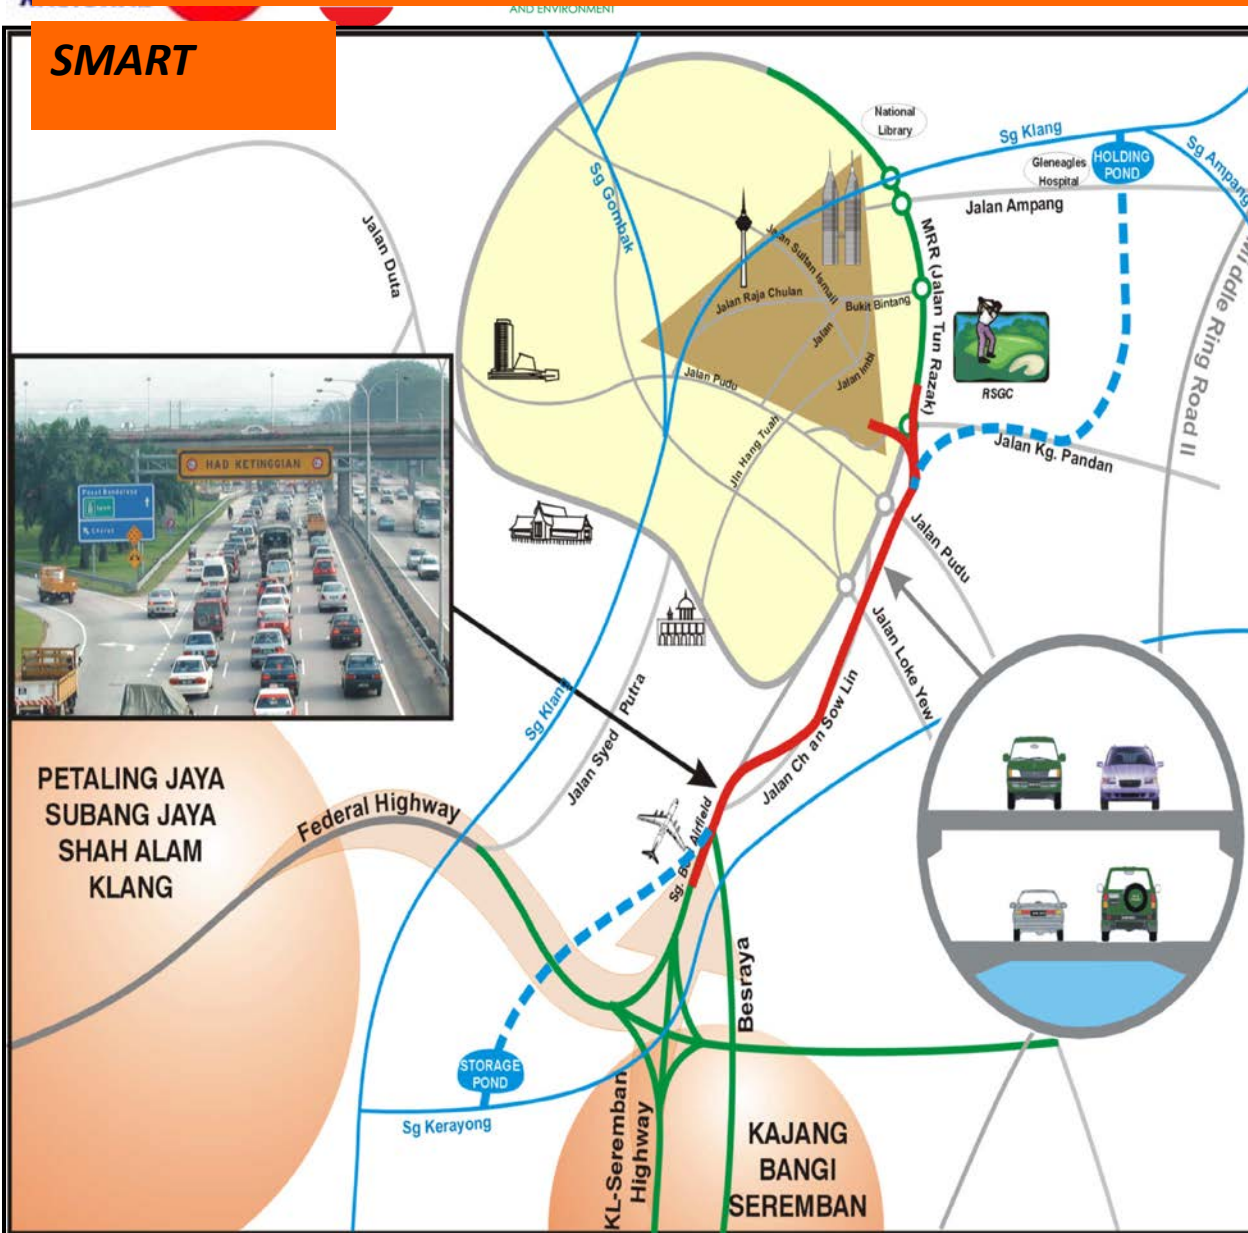 AND ENVIRONMENT
SMART
National
Library
Sg Klang
Gleneagles
Hospital
HOLDING
POND
Sg Ampang
Jalan Ampang
Sg Gombak
Jalan Duta
MRR (Jalan Tun Razak)
Jalan Sultan Ismail
Jalan Raja Chulan
Bukit Bintang
Jalan
Jalan Imbi
Jalan Pudu
Jln Hang Tuah
RSGC
Middle Ring Road II
Jalan Kg. Pandan
HAD KETINGGIAN
Jalan Pudu
Jalan Loke Yew
Jalan Ch an Sow Lin
Sg Klang
Jalan Syed Putra
PETALING JAYA
SUBANG JAYA
SHAH ALAM
KLANG
Federal Highway
Airfield
Besraya
STORAGE
POND
Sg Kerayong
KL-Seremban
Highway
KAJANG
BANGI
SEREMBAN